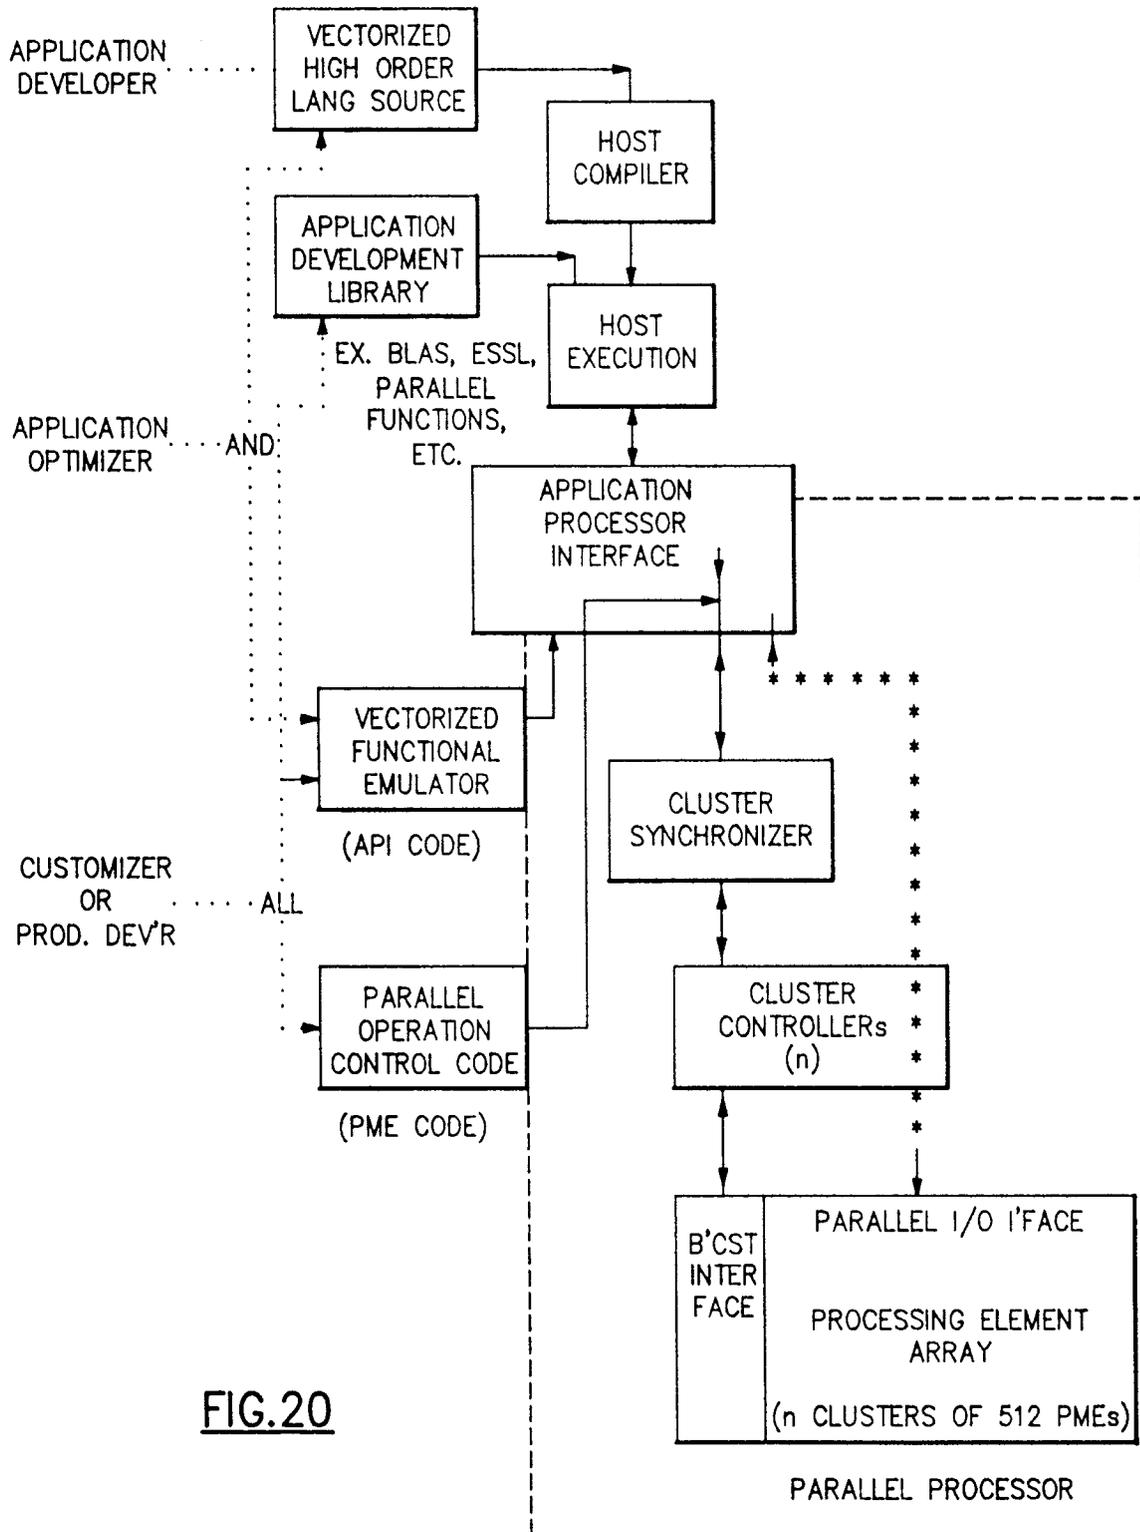 APPLICATION
DEVELOPER
VECTORIZED
HIGH ORDER
LANG SOURCE
HOST
COMPILER
APPLICATION
DEVELOPMENT
LIBRARY
HOST
EXECUTION
EX. BLAS, ESSL,
PARALLEL
FUNCTIONS,
ETC.
APPLICATION
OPTIMIZER
AND
APPLICATION
PROCESSOR
INTERFACE
VECTORIZED
FUNCTIONAL
EMULATOR
(API CODE)
CLUSTER
SYNCHRONIZER
CUSTOMIZER
OR
PROD. DEV'R
ALL
PARALLEL
OPERATION
CONTROL CODE
(PME CODE)
CLUSTER
CONTROLLERs
(n)
B'CST
INTER
FACE
PARALLEL I/O I'FACE
PROCESSING ELEMENT
ARRAY
(n CLUSTERS OF 512 PMEs)
FIG.20
PARALLEL PROCESSOR